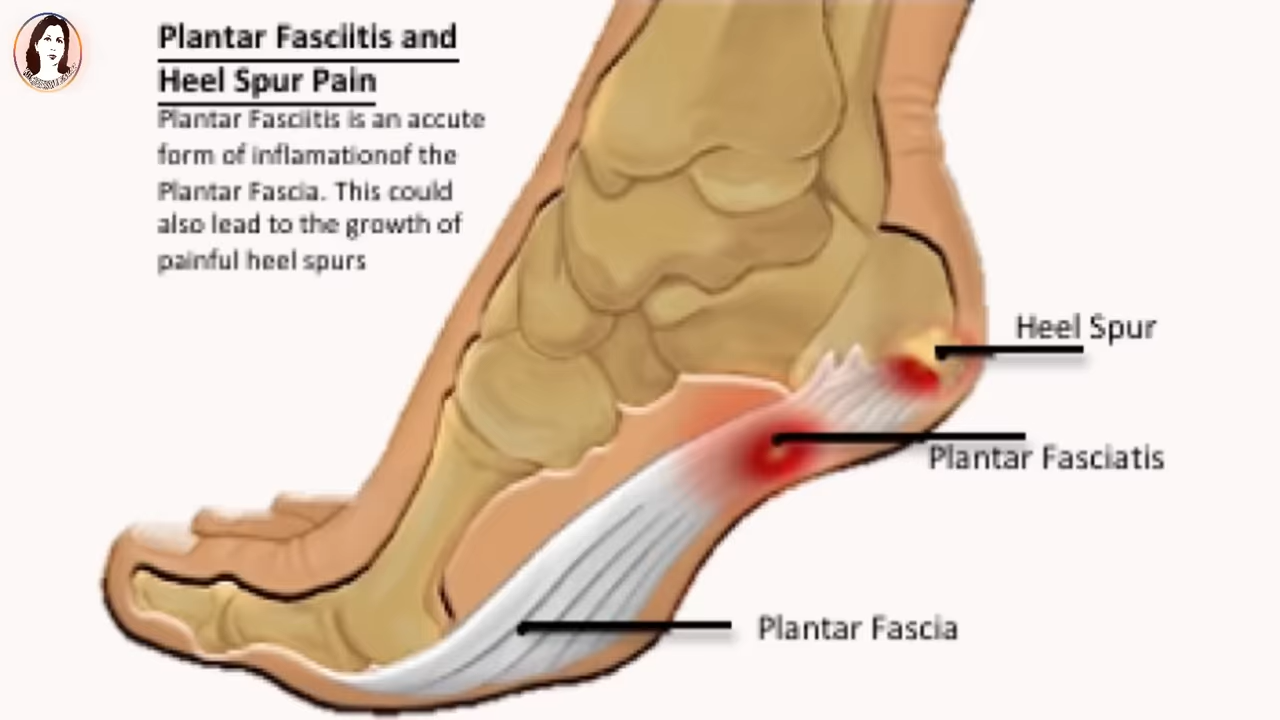 Plantar Fasciitis and
Heel Spur Pain
Plantar Fasciitis is an accute
form of inflamationof the
Plantar Fascia. This could
also lead to the growth of
painful heel spurs
Heel Spur
Plantar Fasciatis
Plantar Fascia